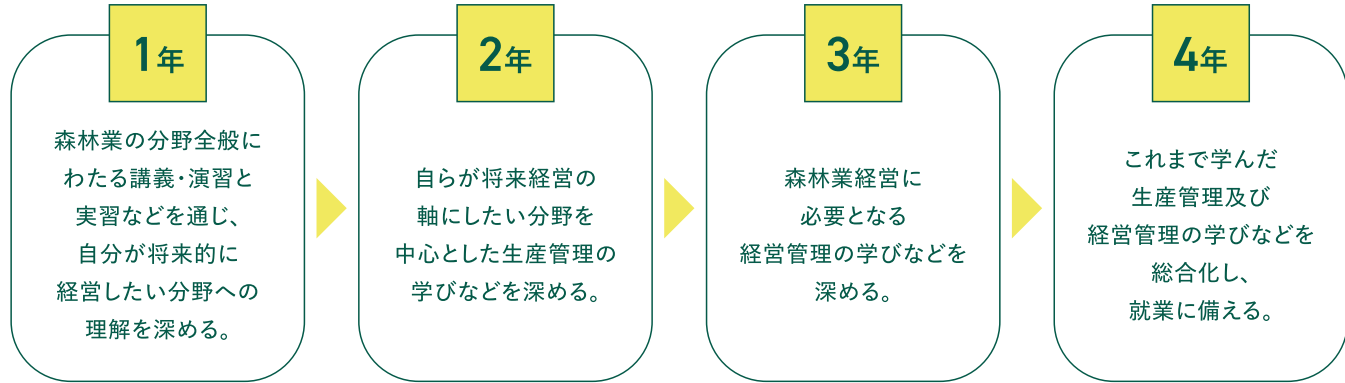 1年
森林業の分野全般に
わたる講義・演習と
実習などを通じ、
自分が将来的に
経営したい分野への
理解を深める。
2年
自らが将来経営の
軸にしたい分野を
中心とした生産管理の
学びなどを深める。
3年
森林業経営に
必要となる
経営管理の学びなどを
深める。
4年
これまで学んだ
生産管理及び
経営管理の学びなどを
総合化し、
就業に備える。